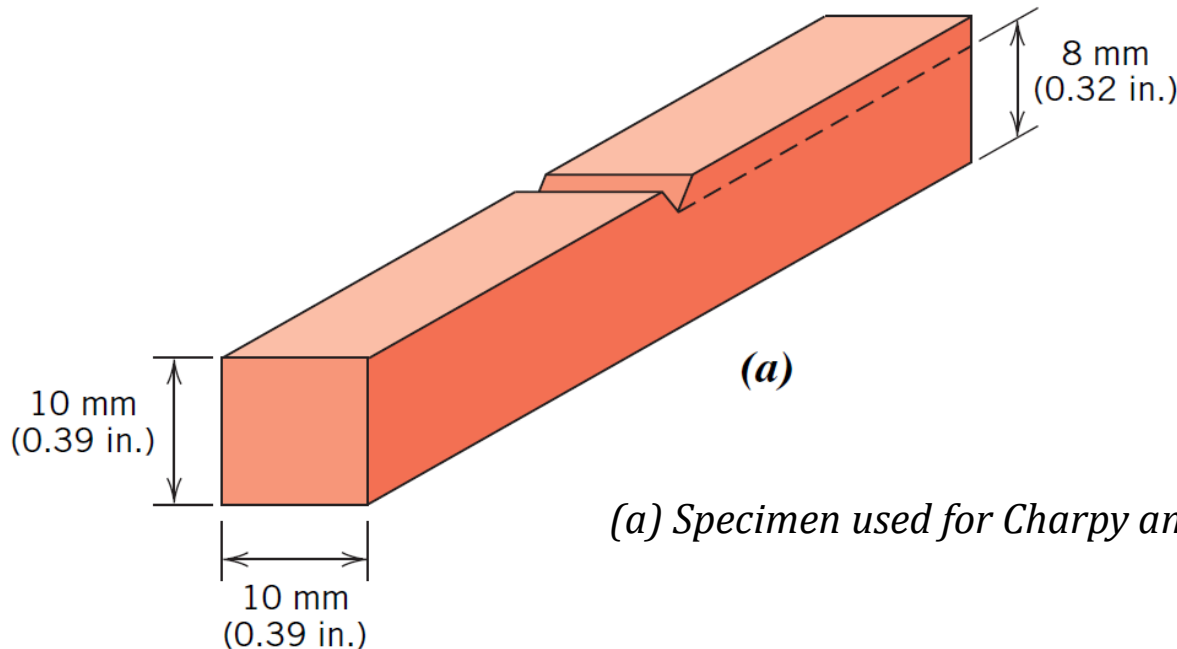 8 mm
(0.32 in.)
(a)
10 mm
(0.39 in.)
(a) Specimen used for Charpy an
10 mm
(0.39 in.)